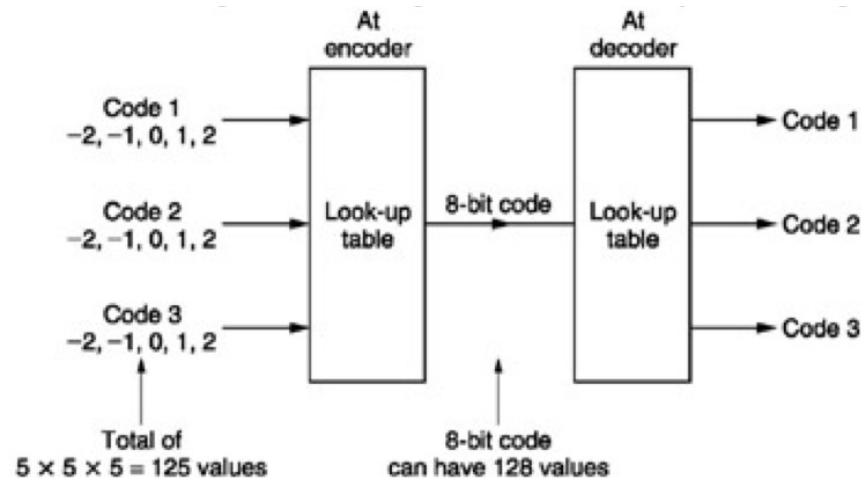 At
encoder
At
decoder
Code 1
−2, −1, 0, 1, 2
Code 1
Code 2
−2, −1, 0, 1, 2
Look-up
table
8-bit code
Look-up
table
Code 2
Code 3
−2, −1, 0, 1, 2
Code 3
Total of
5 × 5 × 5 = 125 values
8-bit code
can have 128 values